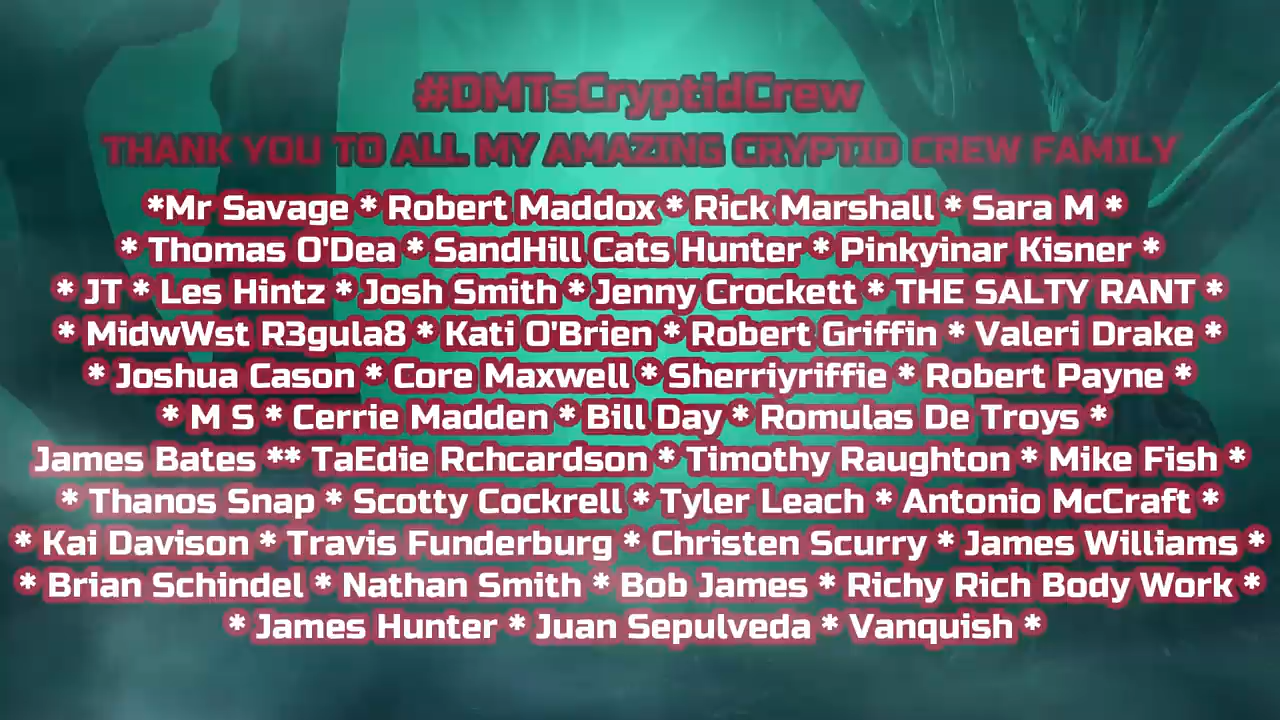 #DMTsCryptidCrew
THANK YOU TO ALL MY AMAZING CRYPTID CREW FAMILY
*Mr Savage * Robert Maddox * Rick Marshall * Sara M *
* Thomas O'Dea * SandHill Cats Hunter * Pinkyinar Kisner *
* JT * Les Hintz * Josh Smith * Jenny Crockett * THE SALTY RANT *
* MidwWst R3gula8 * Kati O'Brien * Robert Griffin * Valeri Drake *
* Joshua Cason * Core Maxwell * Sherriyriffie * Robert Payne *
* M S * Cerrie Madden * Bill Day * Romulas De Troys *
James Bates ** TaEdie Rchcardson * Timothy Raughton * Mike Fish *
* Thanos Snap * Scotty Cockrell * Tyler Leach * Antonio McCraft *
* Kai Davison * Travis Funderburg * Christen Scurry * James Williams *
* Brian Schindel * Nathan Smith * Bob James * Richy Rich Body Work *
* James Hunter * Juan Sepulveda * Vanquish *